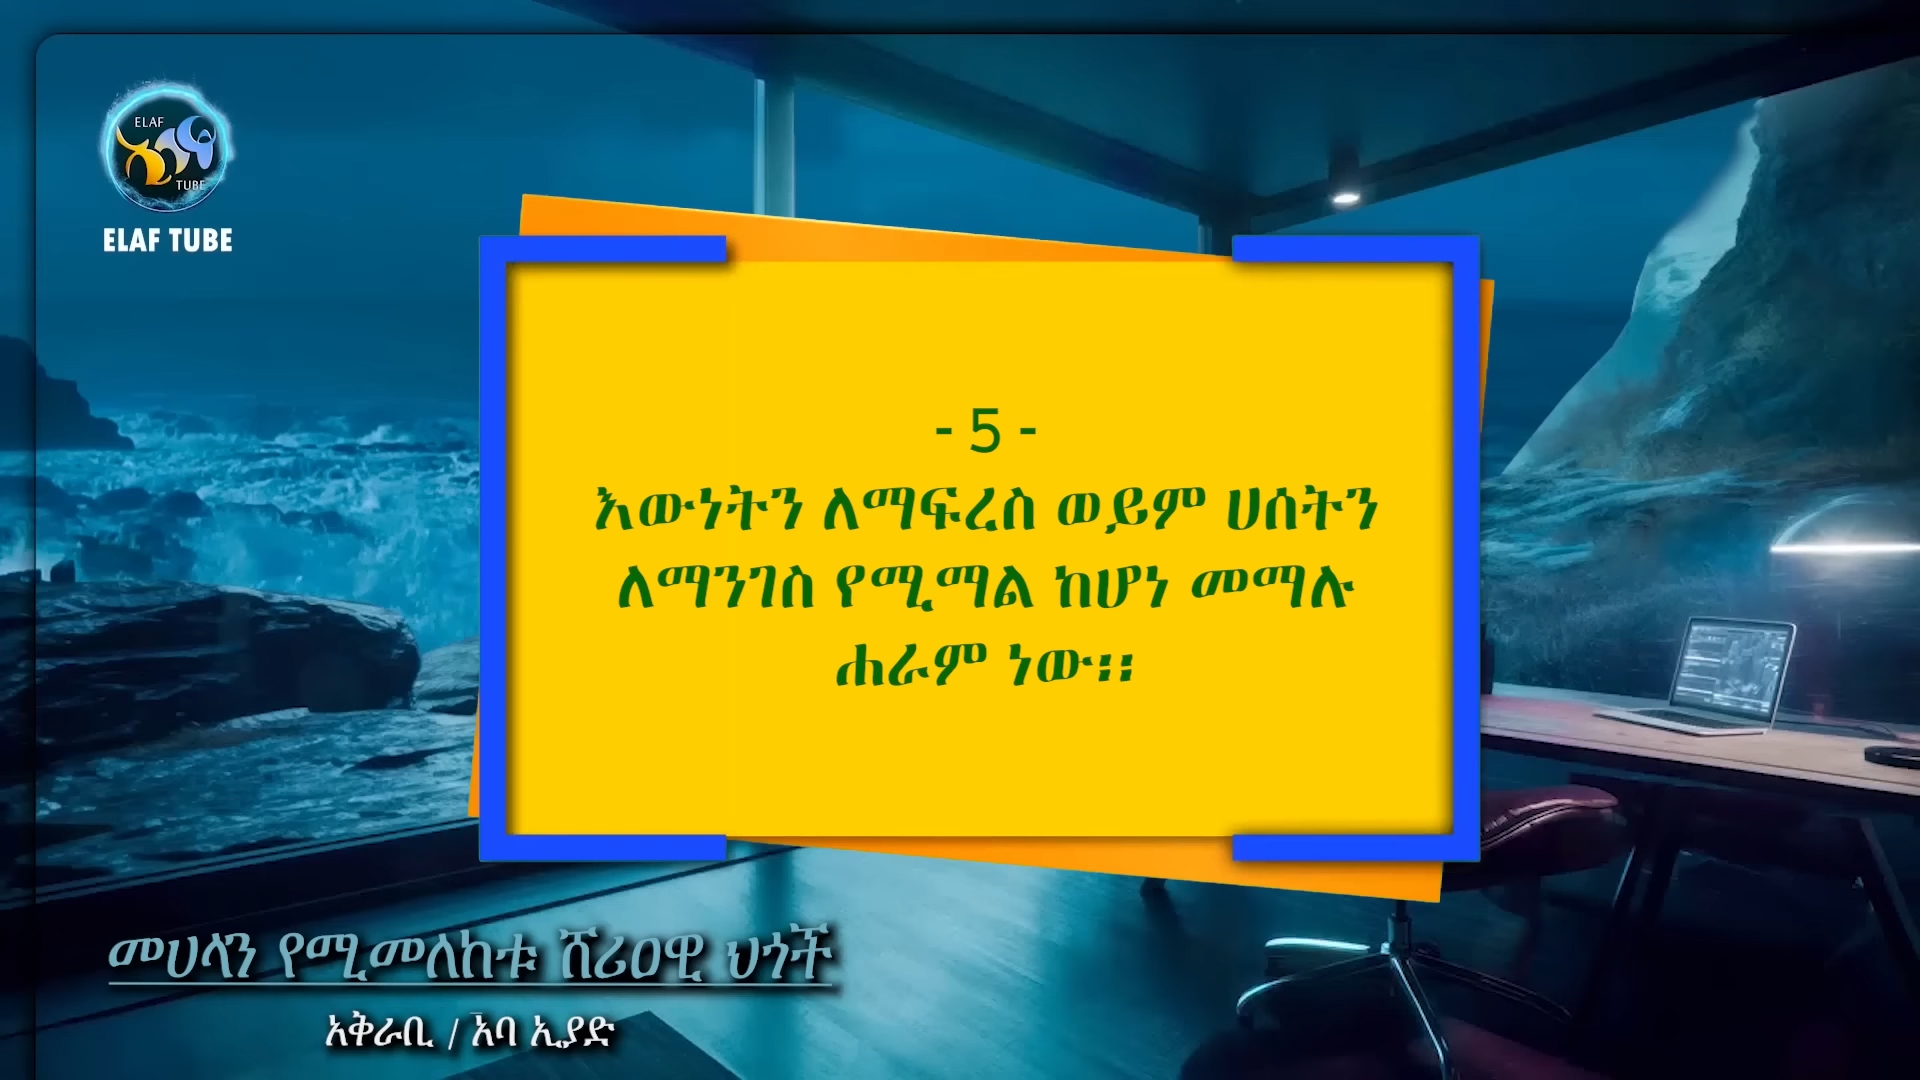 ELAF
ኢላፍ
TUBE
ELAF TUBE
- 5 -
እውነትን ለማፍረስ ወይም ሀሰትን
ለማንገስ የሚማል ከሆነ መማሉ
ሐራም ነው፡፡
መሀላን የሚመለከቱ ሸሪዐዊ ህጎች
አቅራቢ / አባ ኢያድ